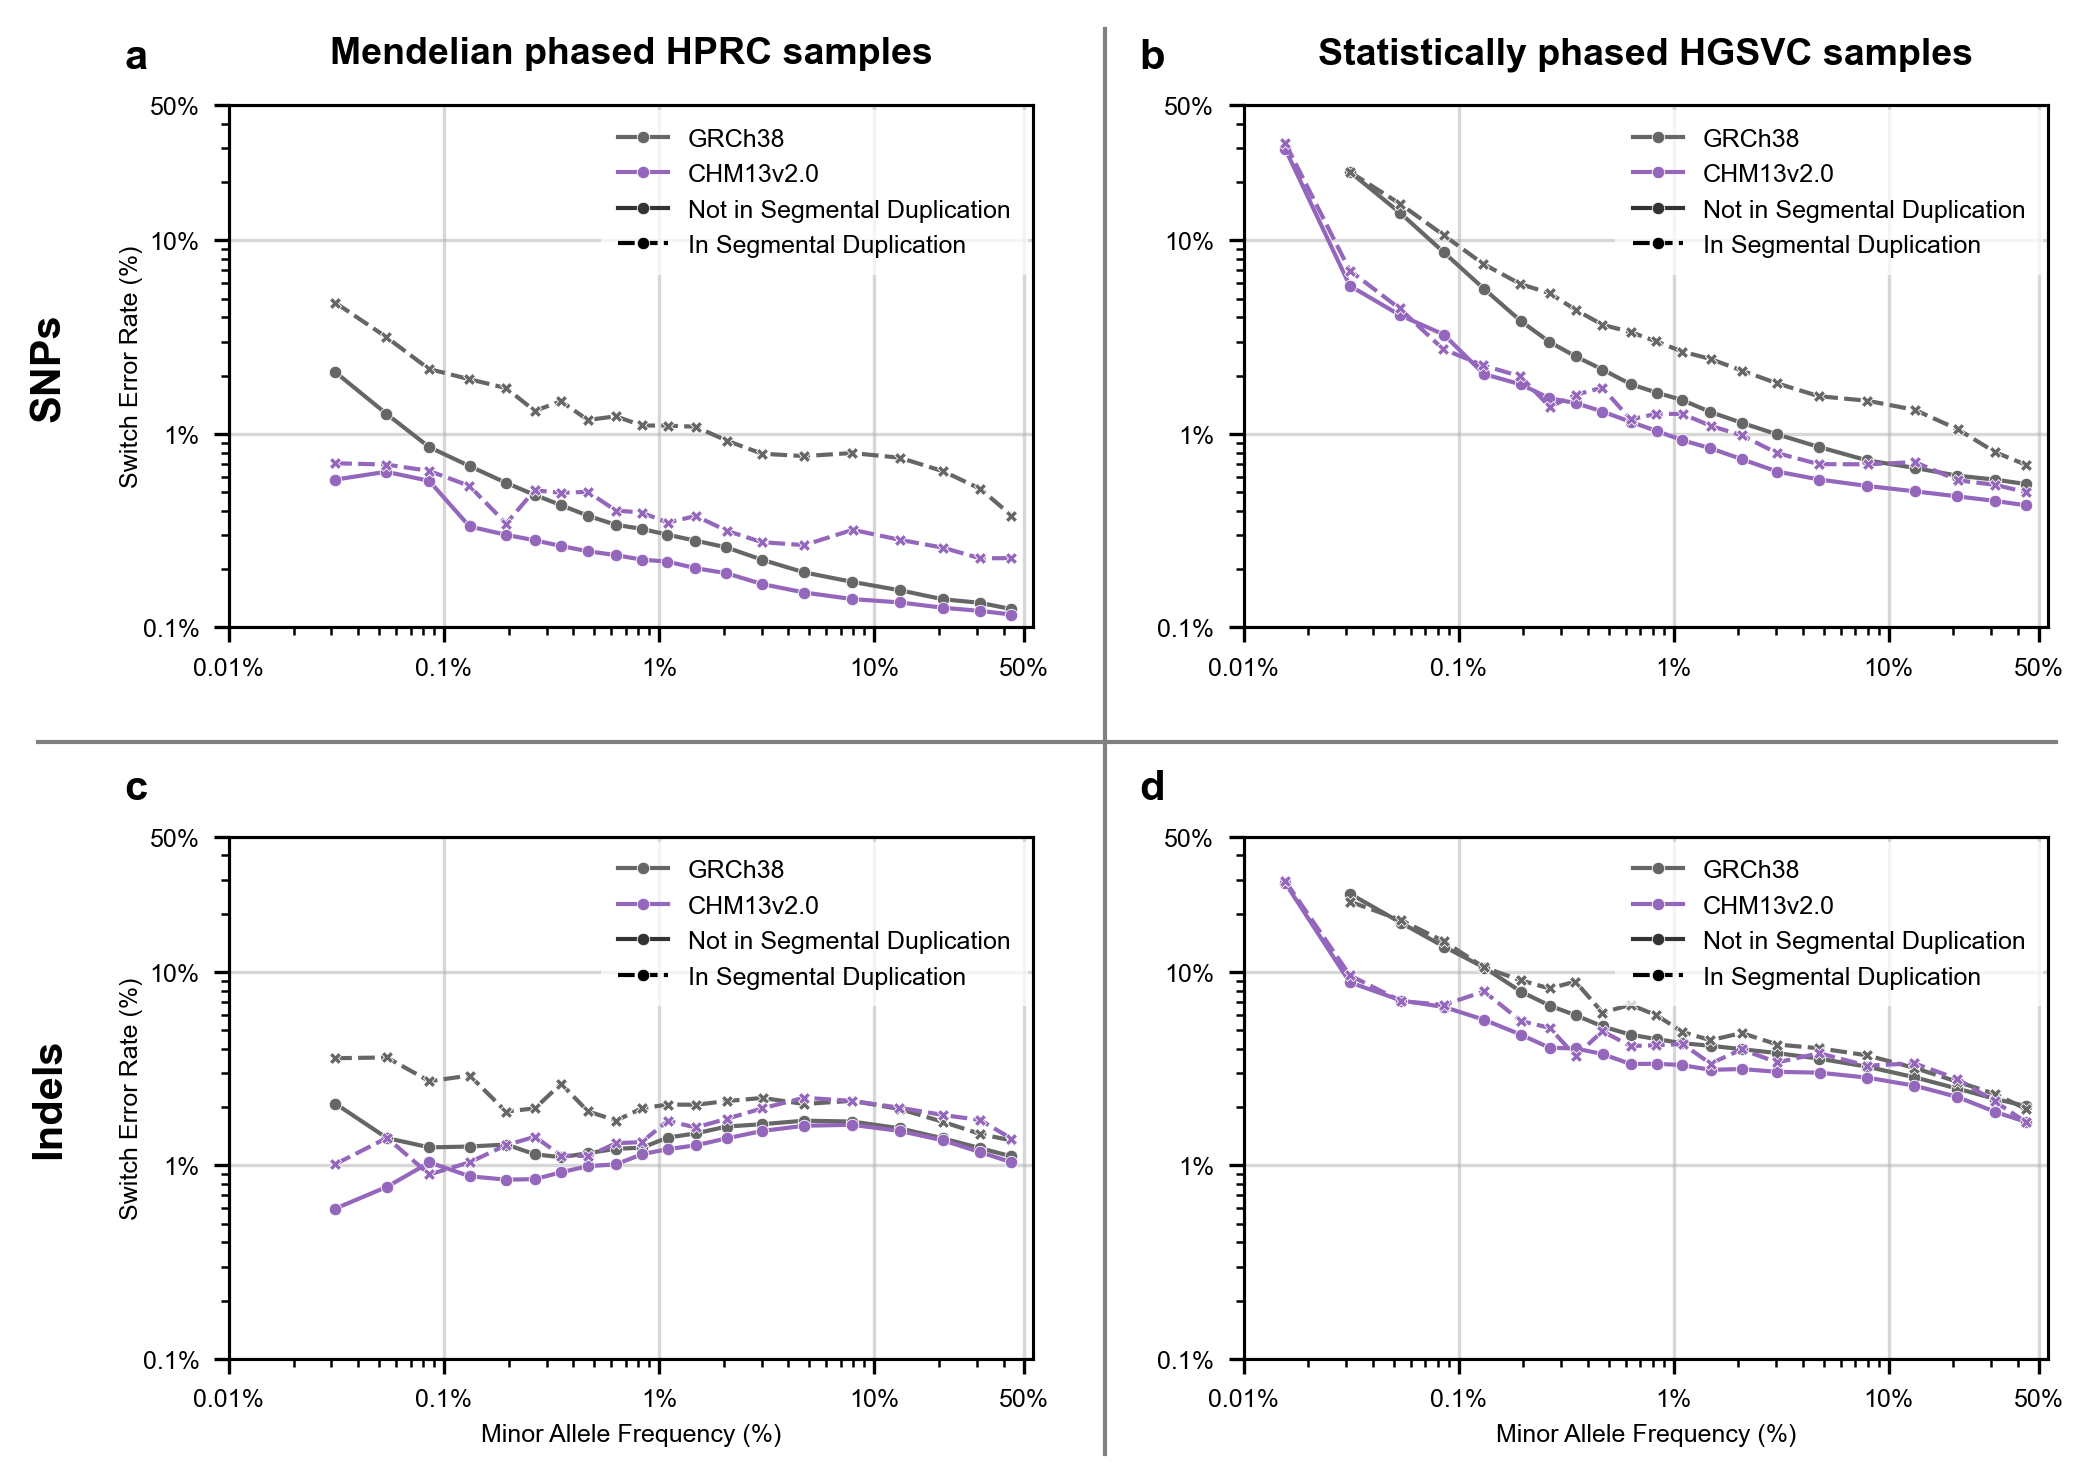 a
Mendelian phased HPRC samples
SNPs
Switch Error Rate (%)
50%
10%
1%
0.1%
GRCh38
CHM13v2.0
Not in Segmental Duplication
In Segmental Duplication
0.01%
0.1%
1%
10%
50%
b
Statistically phased HGSVC samples
50%
10%
1%
0.1%
GRCh38
CHM13v2.0
Not in Segmental Duplication
In Segmental Duplication
0.01%
0.1%
1%
10%
50%
c
Indels
Switch Error Rate (%)
50%
10%
1%
0.1%
GRCh38
CHM13v2.0
Not in Segmental Duplication
In Segmental Duplication
0.01%
0.1%
1%
10%
50%
Minor Allele Frequency (%)
d
50%
10%
1%
0.1%
GRCh38
CHM13v2.0
Not in Segmental Duplication
In Segmental Duplication
0.01%
0.1%
1%
10%
50%
Minor Allele Frequency (%)